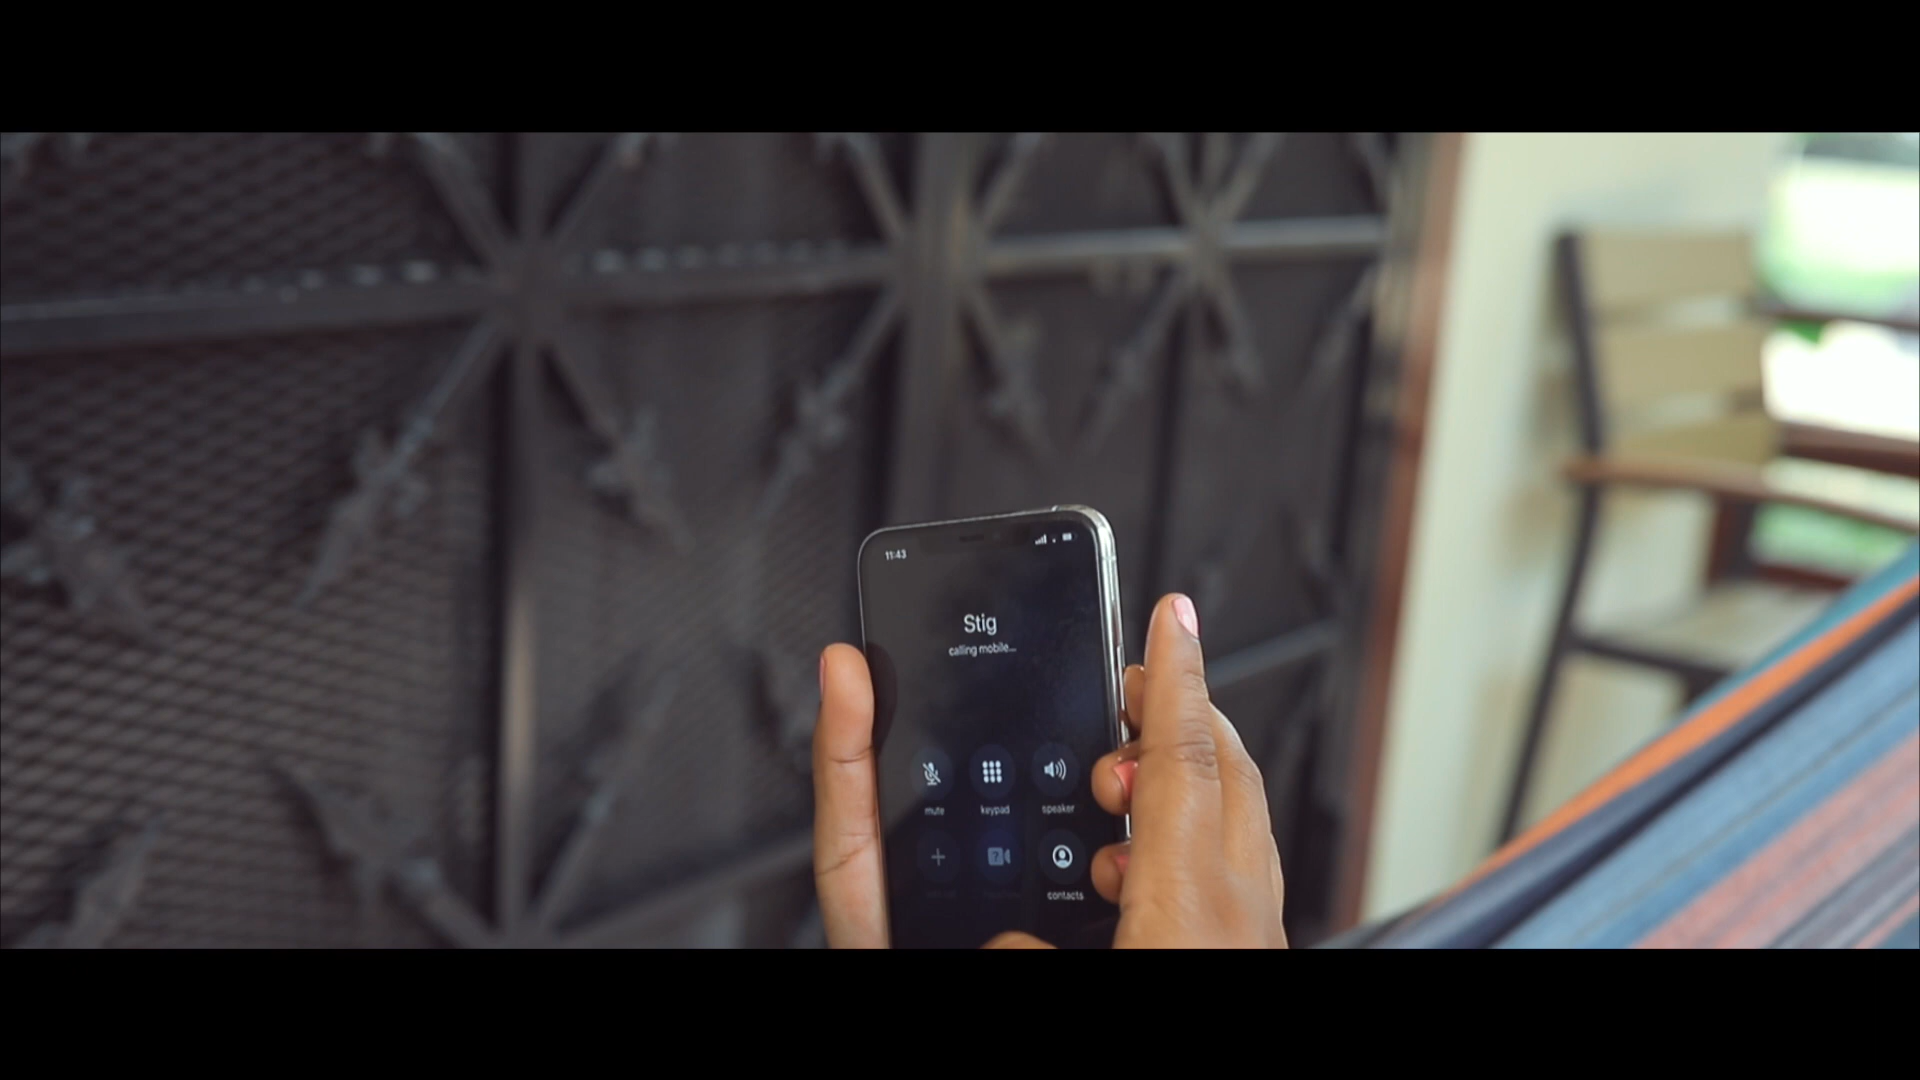 11:43
Stig
calling mobile...
mute keypad speaker
contacts